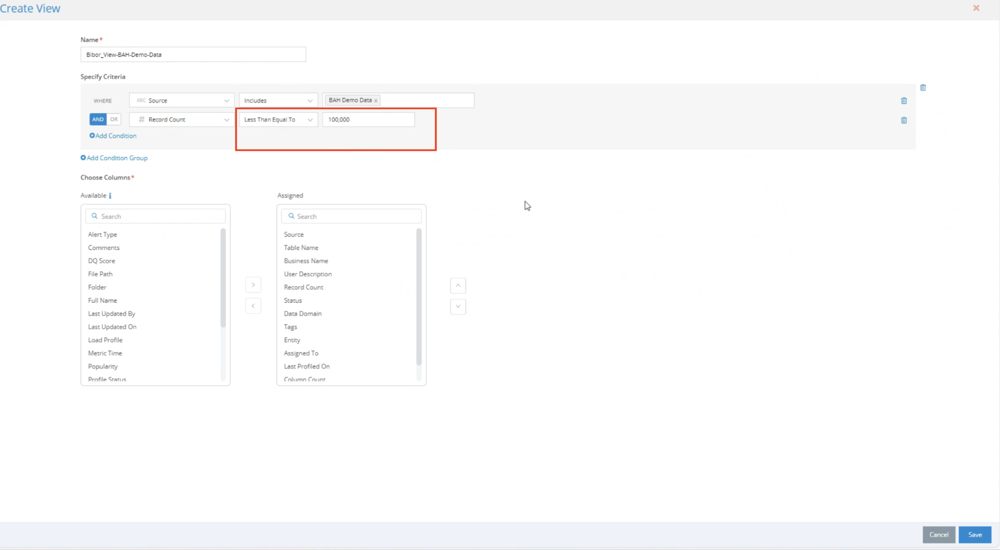 Create View
Name*
Bibor_View-BAH-Demo-Data
Specify Criteria
WHERE ABC Source Includes BAH Demo Data x
AND OR # Record Count Less Than Equal To 100,000
Add Condition
Add Condition Group
Choose Columns*
Available i
Search
Alert Type
Comments
DQ Score
File Path
Folder
Full Name
Last Updated By
Last Updated On
Load Profile
Metric Time
Popularity
Profile Status
Assigned
Search
Source
Table Name
Business Name
User Description
Record Count
Status
Data Domain
Tags
Entity
Assigned To
Last Profiled On
Column Count
Cancel Save